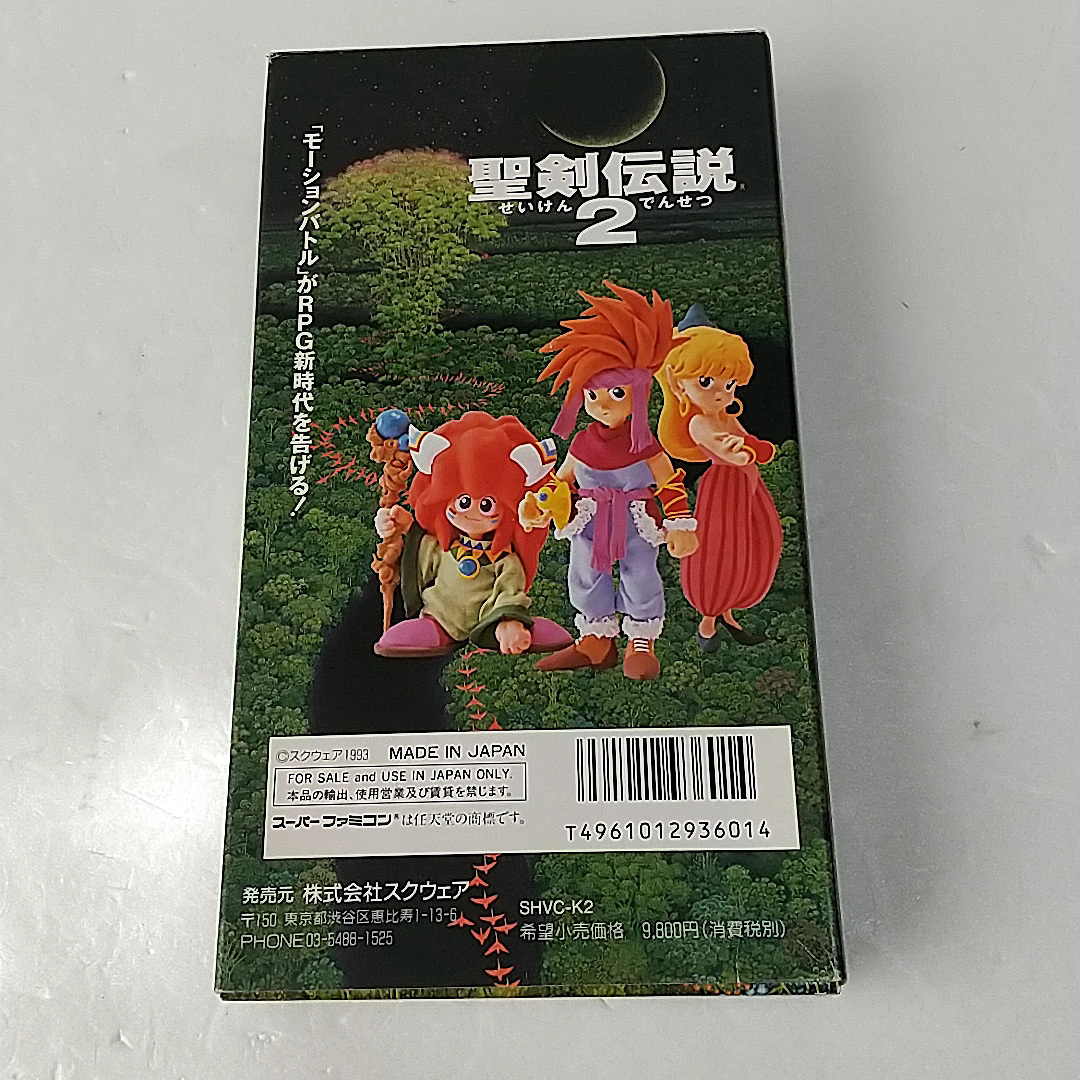 聖剣伝説
せいけん 2 でんせつ
「モーションバトル」がRPG新時代を告げる!
©スクウェア1993 MADE IN JAPAN
FOR SALE and USE IN JAPAN ONLY.
本品の輸出、使用営業及び賃貸を禁じます。
スーパーファミコン®は任天堂の商標です。
T4961012936014
発売元 株式会社スクウェア
〒150 東京都渋谷区恵比寿1-13-6
PHONE 03-5488-1525
SHVC-K2
希望小売価格 9,800円(消費税別)